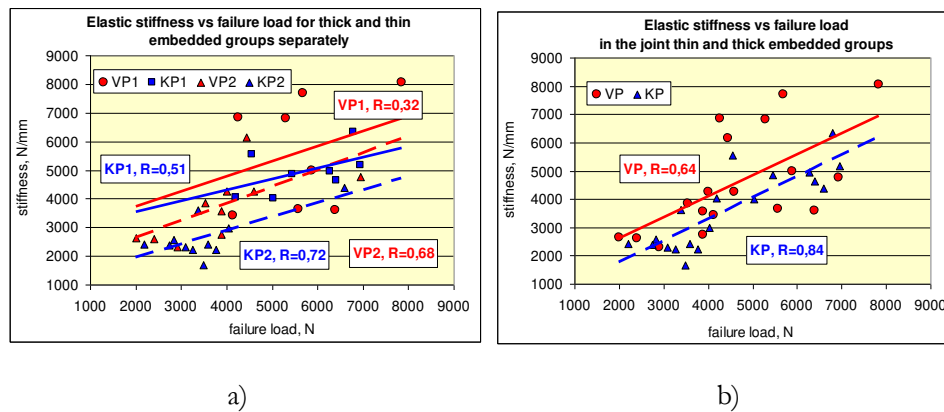 Elastic stiffness vs failure load for thick and thin
embedded groups separately
9000
8000
7000
6000
5000
4000
3000
2000
1000
stiffness, N/mm
VP1 KP1 VP2 KP2
VP1, R=0,32
KP1, R=0,51
KP2, R=0,72
VP2, R=0,68
1000 2000 3000 4000 5000 6000 7000 8000 9000
failure load, N
a)
Elastic stiffness vs failure load
in the joint thin and thick embedded groups
9000
8000
7000
6000
5000
4000
3000
2000
1000
stiffness, N/mm
VP KP
VP, R=0,64
KP, R=0,84
1000 2000 3000 4000 5000 6000 7000 8000 9000
failure load, N
b)